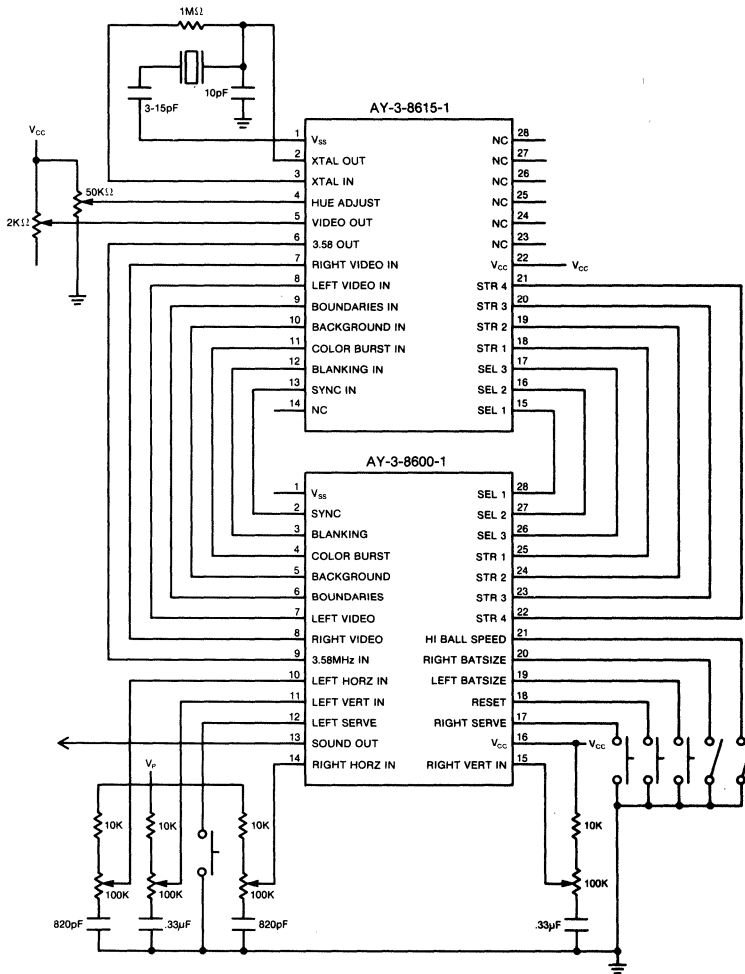 1MΩ
10pF
3-15pF
AY-3-8615-1
V_CC
50KΩ
2KΩ
1 V_SS
2 XTAL OUT
3 XTAL IN
4 HUE ADJUST
5 VIDEO OUT
6 3.58 OUT
7 RIGHT VIDEO IN
8 LEFT VIDEO IN
9 BOUNDARIES IN
10 BACKGROUND IN
11 COLOR BURST IN
12 BLANKING IN
13 SYNC IN
14 NC
NC 28
NC 27
NC 26
NC 25
NC 24
NC 23
V_CC 22 V_CC
STR 4 21
STR 3 20
STR 2 19
STR 1 18
SEL 3 17
SEL 2 16
SEL 1 15
AY-3-8600-1
1 V_SS
2 SYNC
3 BLANKING
4 COLOR BURST
5 BACKGROUND
6 BOUNDARIES
7 LEFT VIDEO
8 RIGHT VIDEO
9 3.58MHz IN
10 LEFT HORZ IN
11 LEFT VERT IN
12 LEFT SERVE
13 SOUND OUT
14 RIGHT HORZ IN
SEL 1 28
SEL 2 27
SEL 3 26
STR 1 25
STR 2 24
STR 3 23
STR 4 22
HI BALL SPEED 21
RIGHT BATSIZE 20
LEFT BATSIZE 19
RESET 18
RIGHT SERVE 17
V_CC 16 V_CC
RIGHT VERT IN 15
V_P
10K
10K
10K
10K
100K
100K
100K
100K
820pF
.33μF
820pF
.33μF